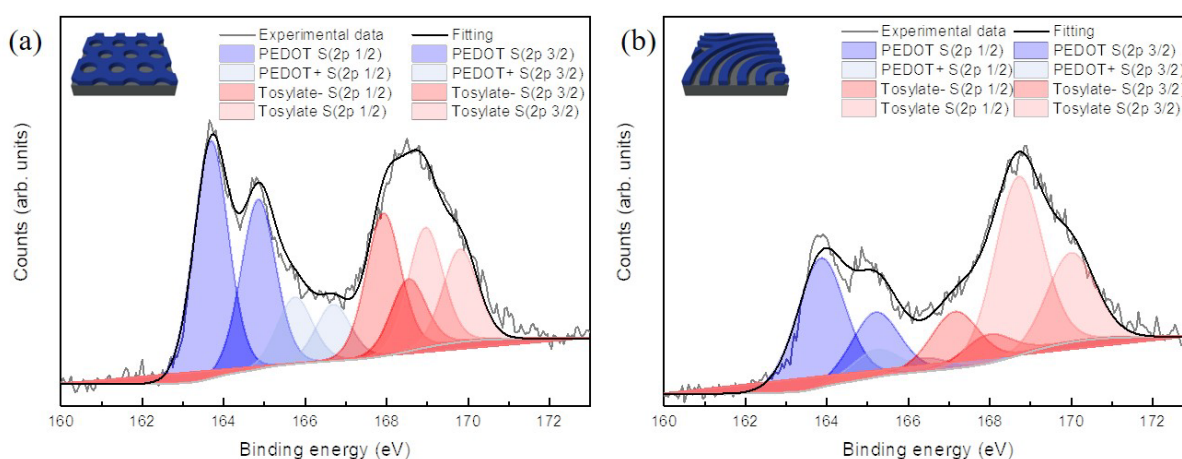 (a)
Experimental data Fitting
PEDOT S(2p 1/2) PEDOT S(2p 3/2)
PEDOT+ S(2p 1/2) PEDOT+ S(2p 3/2)
Tosylate- S(2p 1/2) Tosylate- S(2p 3/2)
Tosylate S(2p 1/2) Tosylate S(2p 3/2)
Counts (arb. units)
160 162 164 166 168 170 172
Binding energy (eV)
(b)
Experimental data Fitting
PEDOT S(2p 1/2) PEDOT S(2p 3/2)
PEDOT+ S(2p 1/2) PEDOT+ S(2p 3/2)
Tosylate- S(2p 1/2) Tosylate- S(2p 3/2)
Tosylate S(2p 1/2) Tosylate S(2p 3/2)
Counts (arb. units)
160 162 164 166 168 170 172
Binding energy (eV)